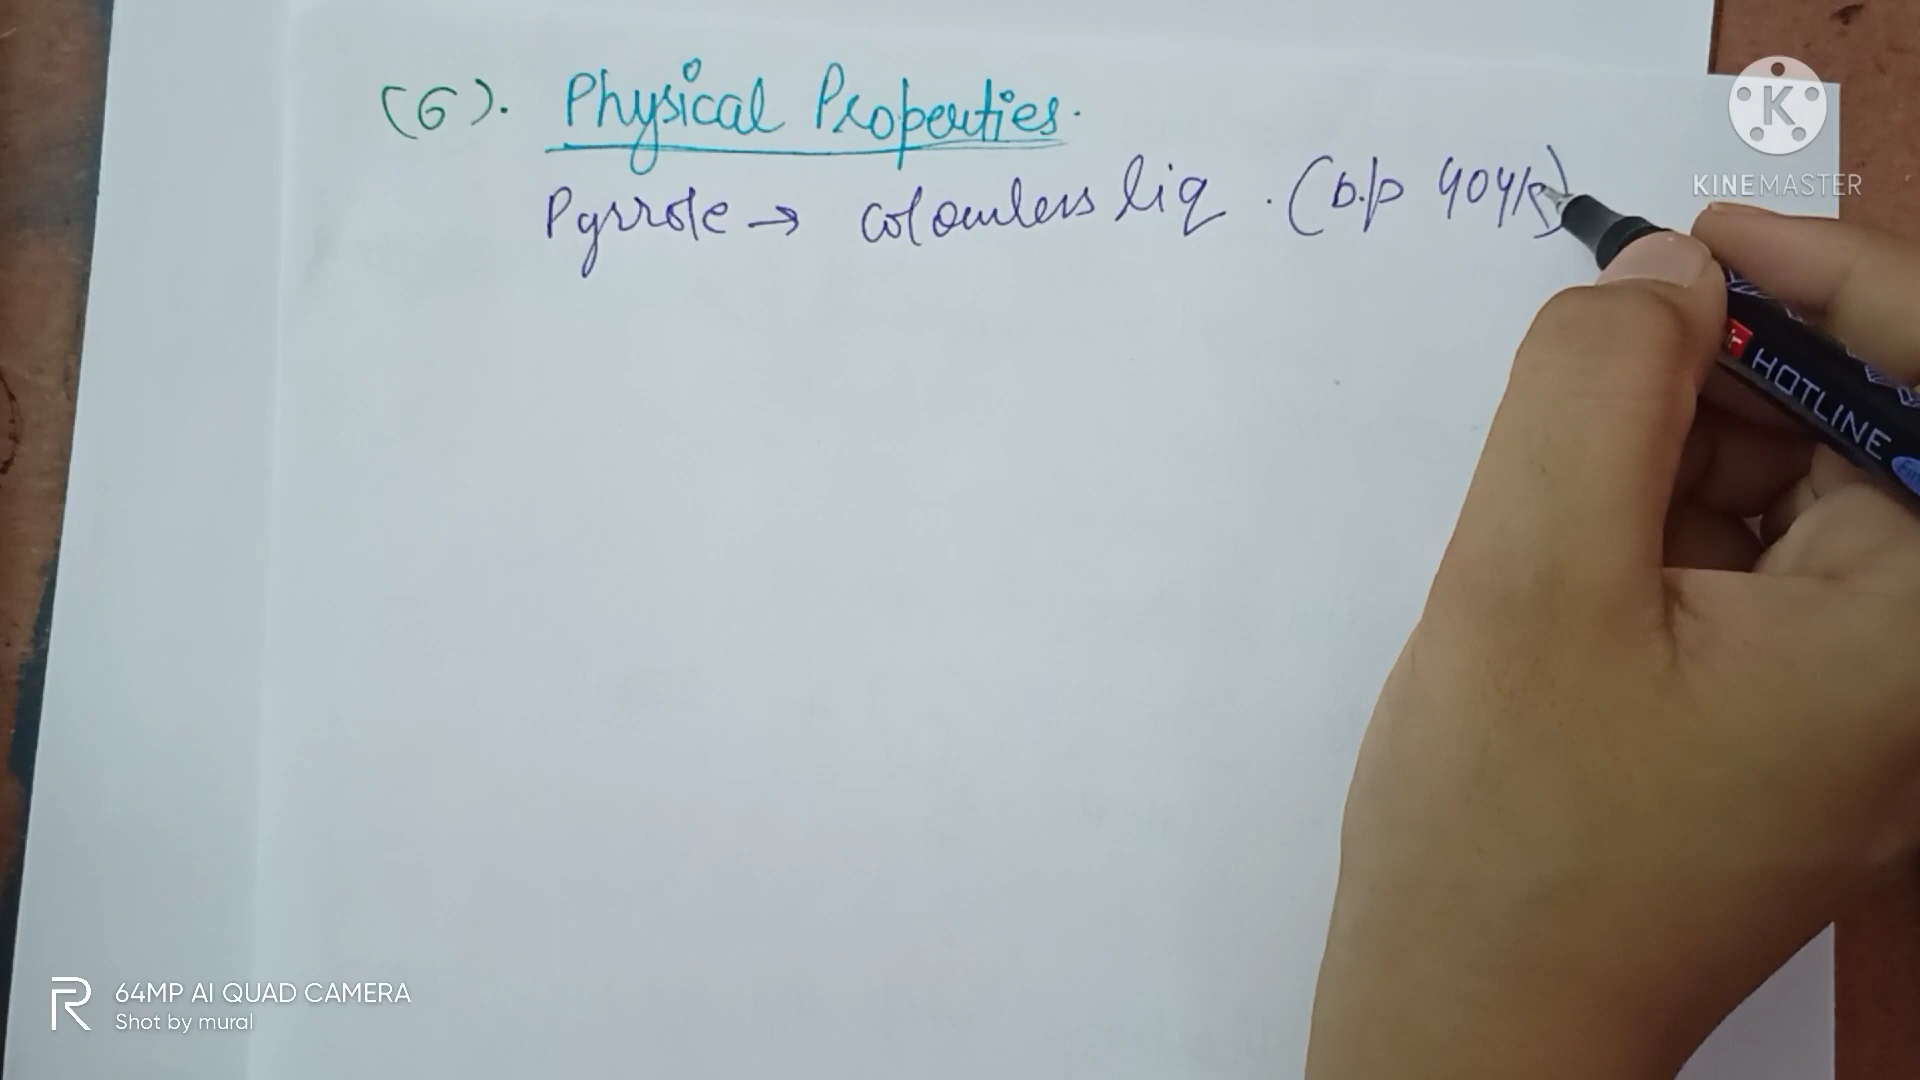 (6). Physical Properties.
Pyrrole → colourless liq. (b.p 404K)
KINEMASTER
HOTLINE
64MP AI QUAD CAMERA
Shot by mural